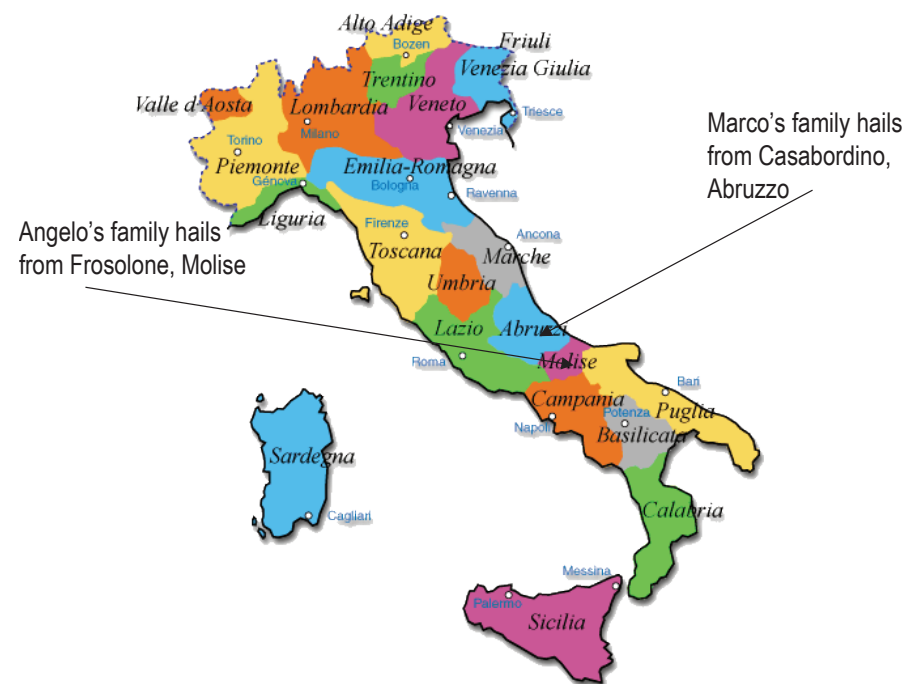 Alto Adige
Bozen
Friuli
Venezia Giulia
Trentino
Valle d'Aosta
Lombardia
Veneto
Triesce
Milano
Venezia
Torino
Piemonte
Emilia-Romagna
Génova
Bologna
Ravenna
Liguria
Firenze
Toscana
Ancona
Marche
Umbria
Marco's family hails
from Casabordino,
Abruzzo
Angelo's family hails
from Frosolone, Molise
Lazio
Abruzzi
Roma
Molise
Bari
Campania
Puglia
Potenza
Napoli
Basilicata
Sardegna
Cagliari
Calabria
Messina
Palermo
Sicilia